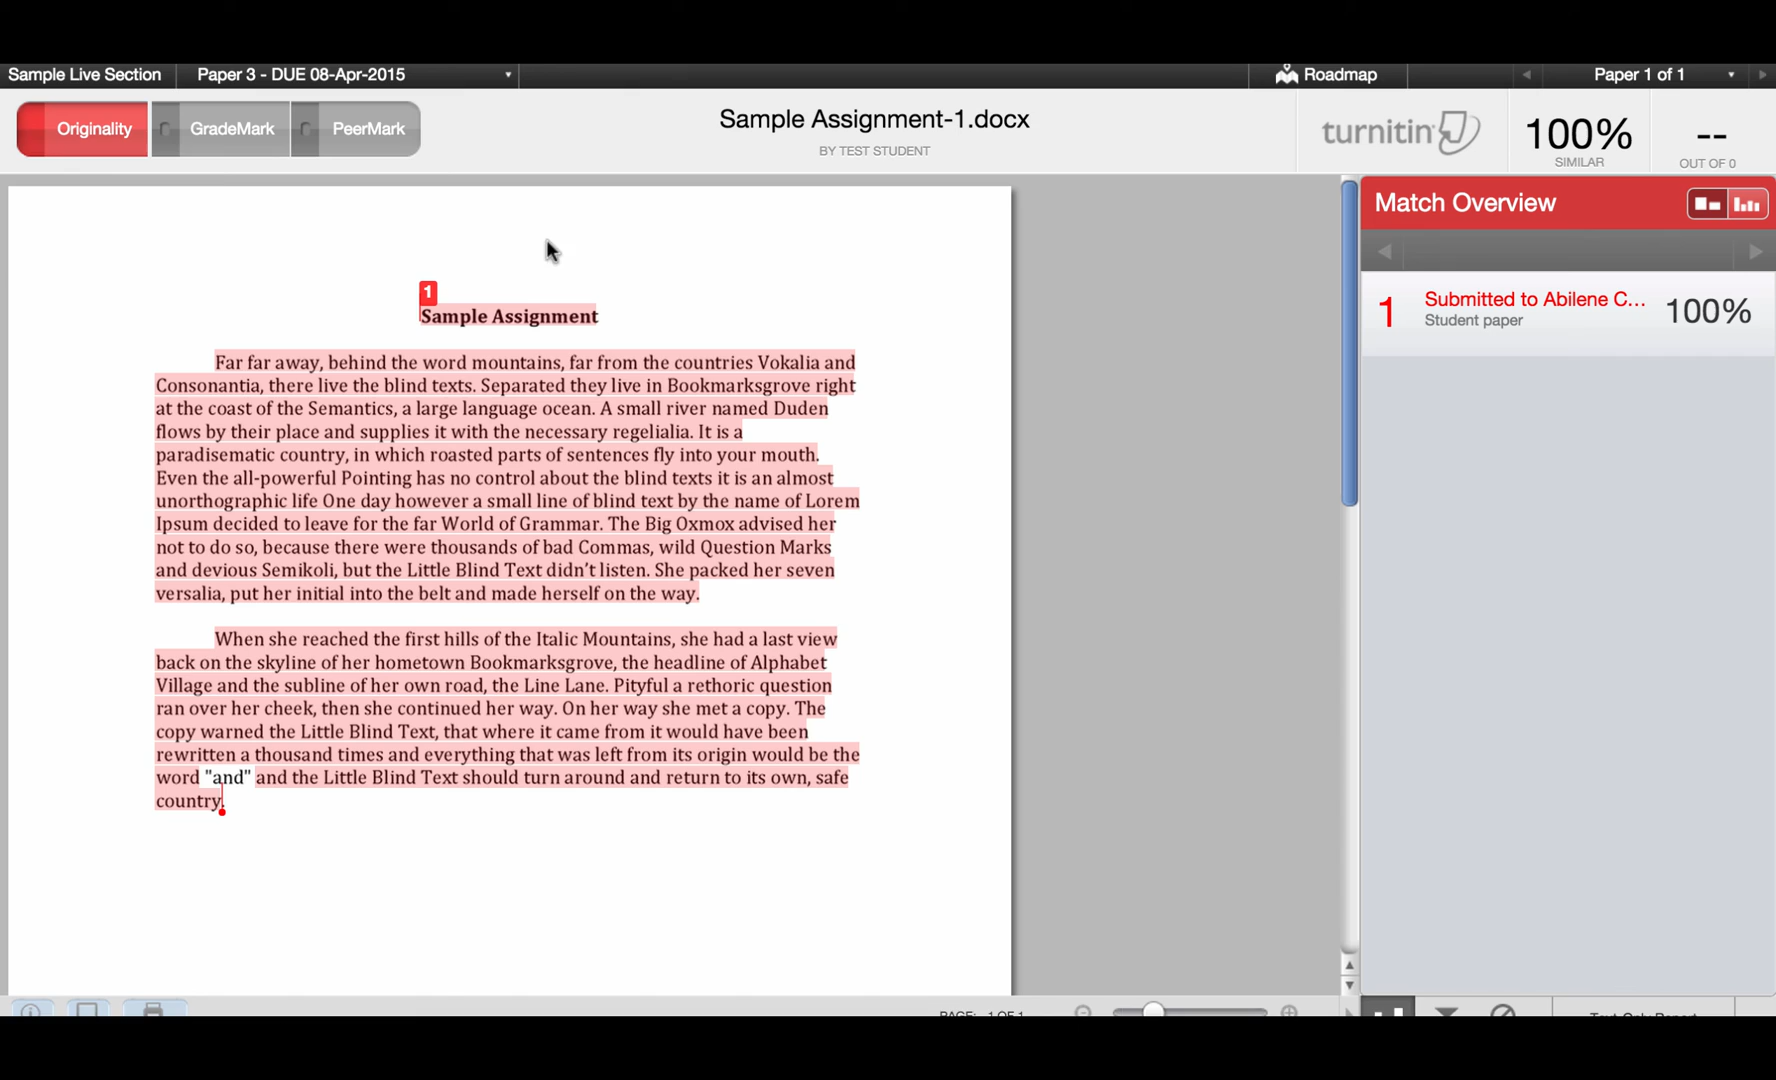 Sample Live Section
Paper 3 - DUE 08-Apr-2015
Roadmap
Paper 1 of 1
Originality
GradeMark
PeerMark
Sample Assignment-1.docx
BY TEST STUDENT
turnitin
100%
SIMILAR
--
OUT OF 0
Match Overview
1
Submitted to Abilene C...
Student paper
100%
1
Sample Assignment
Far far away, behind the word mountains, far from the countries Vokalia and
Consonantia, there live the blind texts. Separated they live in Bookmarksgrove right
at the coast of the Semantics, a large language ocean. A small river named Duden
flows by their place and supplies it with the necessary regelialia. It is a
paradisematic country, in which roasted parts of sentences fly into your mouth.
Even the all-powerful Pointing has no control about the blind texts it is an almost
unorthographic life One day however a small line of blind text by the name of Lorem
Ipsum decided to leave for the far World of Grammar. The Big Oxmox advised her
not to do so, because there were thousands of bad Commas, wild Question Marks
and devious Semikoli, but the Little Blind Text didn’t listen. She packed her seven
versalia, put her initial into the belt and made herself on the way.
When she reached the first hills of the Italic Mountains, she had a last view
back on the skyline of her hometown Bookmarksgrove, the headline of Alphabet
Village and the subline of her own road, the Line Lane. Pityful a rethoric question
ran over her cheek, then she continued her way. On her way she met a copy. The
copy warned the Little Blind Text, that where it came from it would have been
rewritten a thousand times and everything that was left from its origin would be the
word "and" and the Little Blind Text should turn around and return to its own, safe
country.
PAGE: 1 OF 1
Text-Only Report